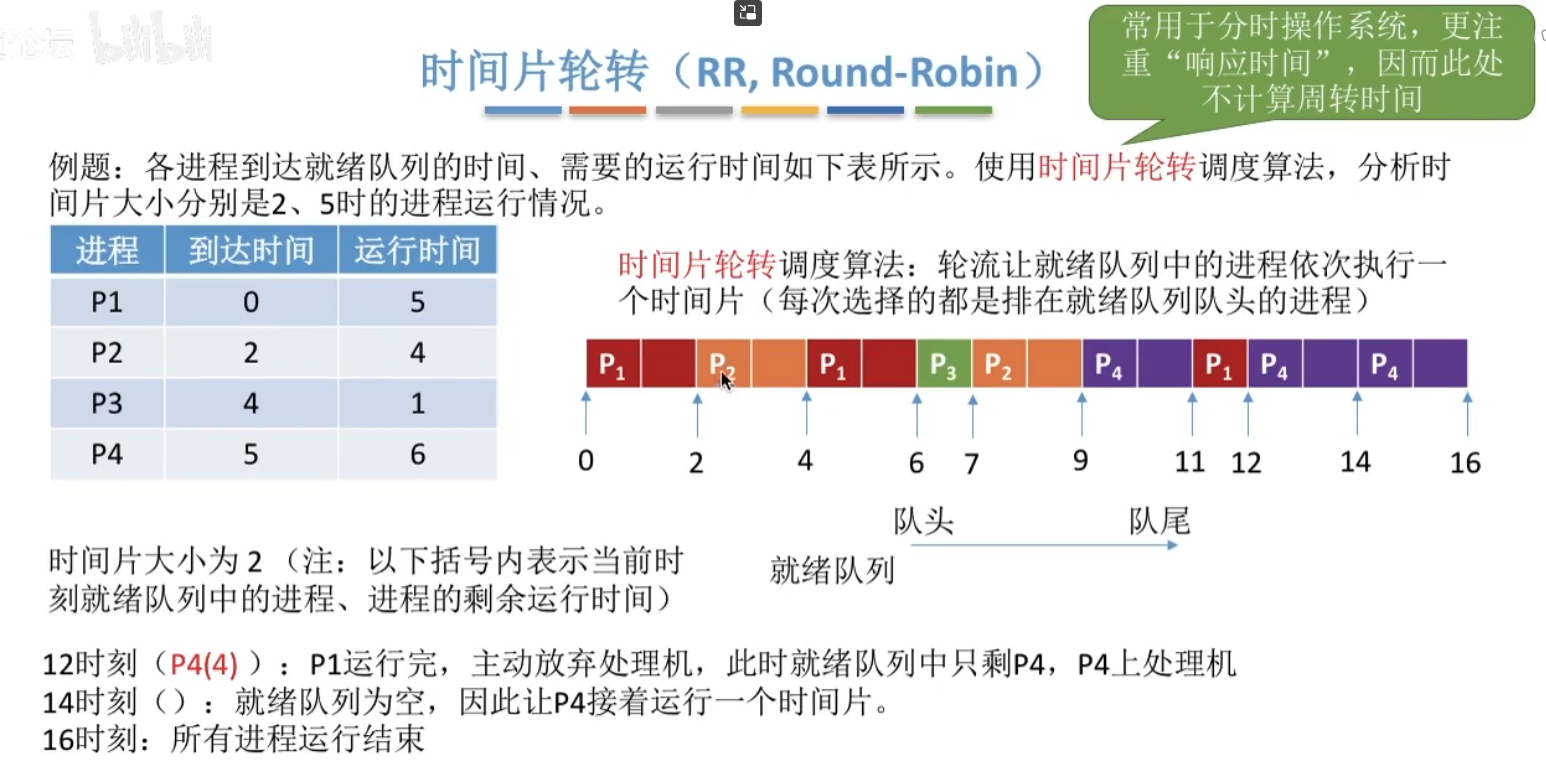 论坛 bilibili
常用于分时操作系统，更注
重“响应时间”，因而此处
不计算周转时间
时间片轮转（RR, Round-Robin）
例题：各进程到达就绪队列的时间、需要的运行时间如下表所示。使用时间片轮转调度算法，分析时
间片大小分别是2、5时的进程运行情况。
进程 到达时间 运行时间
P1 0 5
P2 2 4
P3 4 1
P4 5 6
时间片轮转调度算法：轮流让就绪队列中的进程依次执行一
个时间片（每次选择的都是排在就绪队列队头的进程）
P1 P2 P1 P3 P2 P4 P1 P4 P4
0 2 4 6 7 9 11 12 14 16
队头 队尾
就绪队列
时间片大小为 2 （注：以下括号内表示当前时
刻就绪队列中的进程、进程的剩余运行时间）
12时刻（P4(4) ）：P1运行完，主动放弃处理机，此时就绪队列中只剩P4，P4上处理机
14时刻（）：就绪队列为空，因此让P4接着运行一个时间片。
16时刻：所有进程运行结束